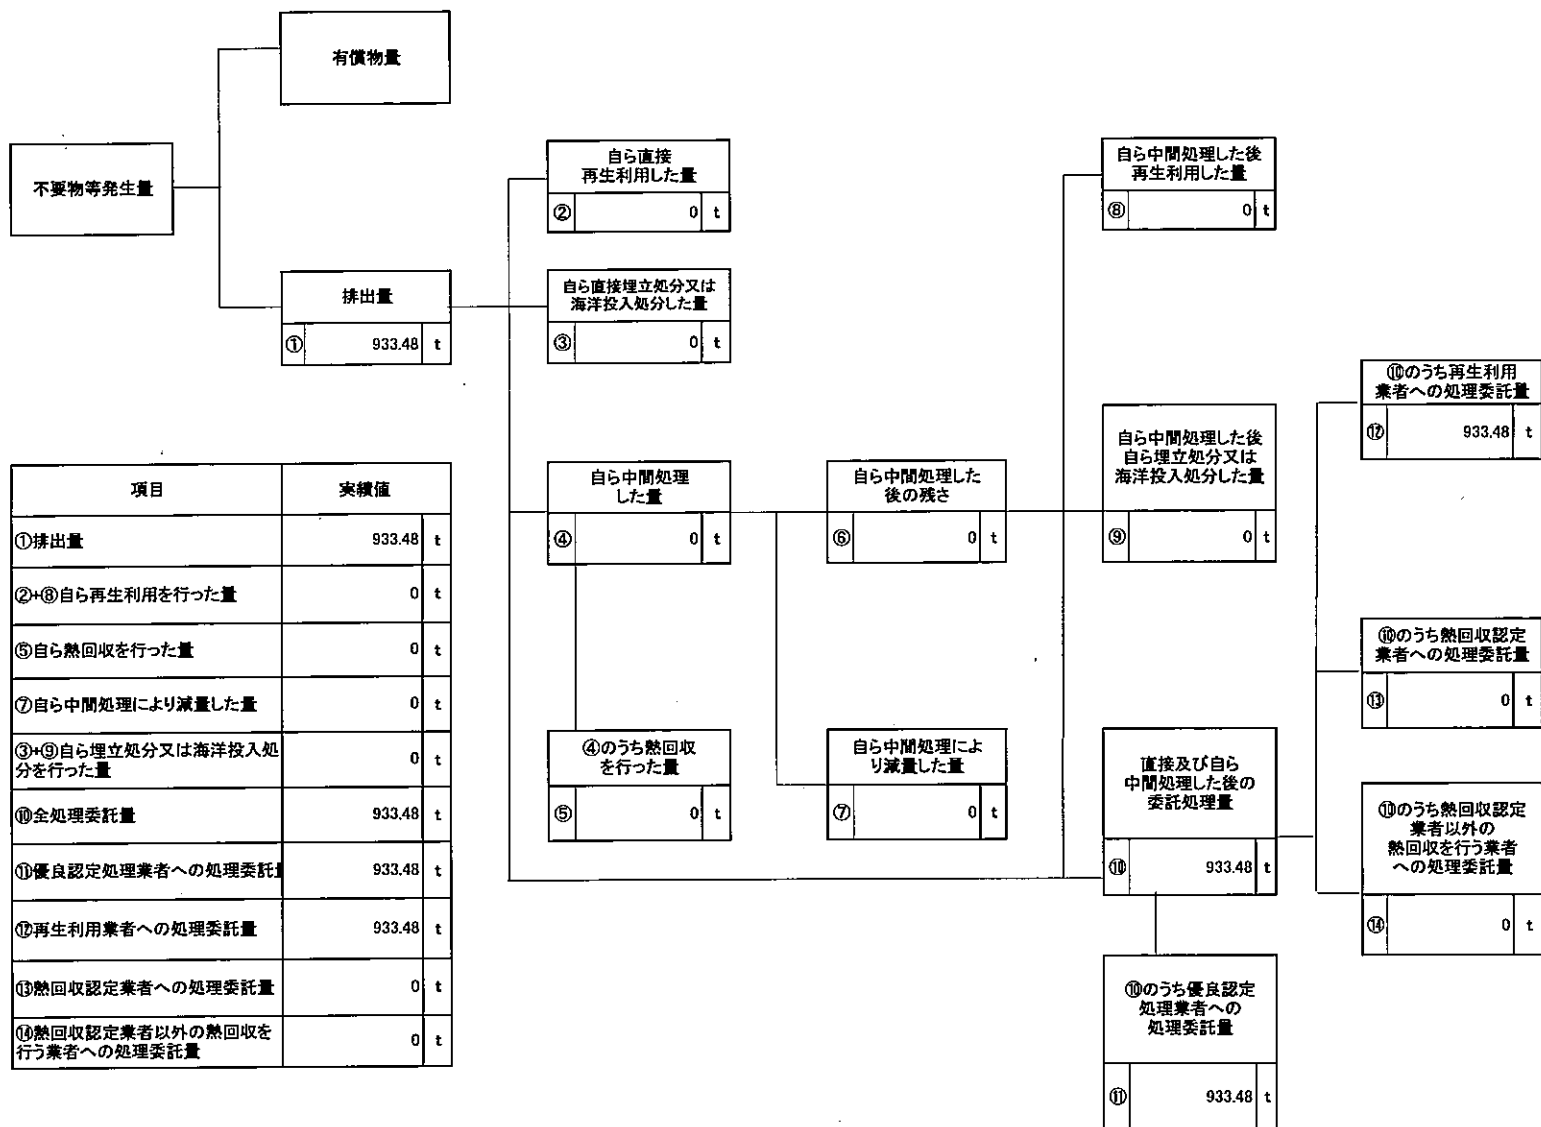 有償物量
不要物等発生量
排出量
① 933.48 t
自ら直接
再生利用した量
② 0 t
自ら直接埋立処分又は
海洋投入処分した量
③ 0 t
自ら中間処理
した量
④ 0 t
④のうち熱回収
を行った量
⑤ 0 t
自ら中間処理した
後の残さ
⑥ 0 t
自ら中間処理によ
り減量した量
⑦ 0 t
自ら中間処理した後
再生利用した量
⑧ 0 t
自ら中間処理した後
自ら埋立処分又は
海洋投入処分した量
⑨ 0 t
直接及び自ら
中間処理した後の
委託処理量
⑩ 933.48 t
⑩のうち優良認定
処理業者への
処理委託量
⑪ 933.48 t
⑩のうち再生利用
業者への処理委託量
⑫ 933.48 t
⑩のうち熱回収認定
業者への処理委託量
⑬ 0 t
⑩のうち熱回収認定
業者以外の
熱回収を行う業者
への処理委託量
⑭ 0 t
項目 実績値
①排出量 933.48 t
②+⑧自ら再生利用を行った量 0 t
⑤自ら熱回収を行った量 0 t
⑦自ら中間処理により減量した量 0 t
③+⑨自ら埋立処分又は海洋投入処
分を行った量 0 t
⑩全処理委託量 933.48 t
⑪優良認定処理業者への処理委託 933.48 t
⑫再生利用業者への処理委託量 933.48 t
⑬熱回収認定業者への処理委託量 0 t
⑭熱回収認定業者以外の熱回収を
行う業者への処理委託量 0 t